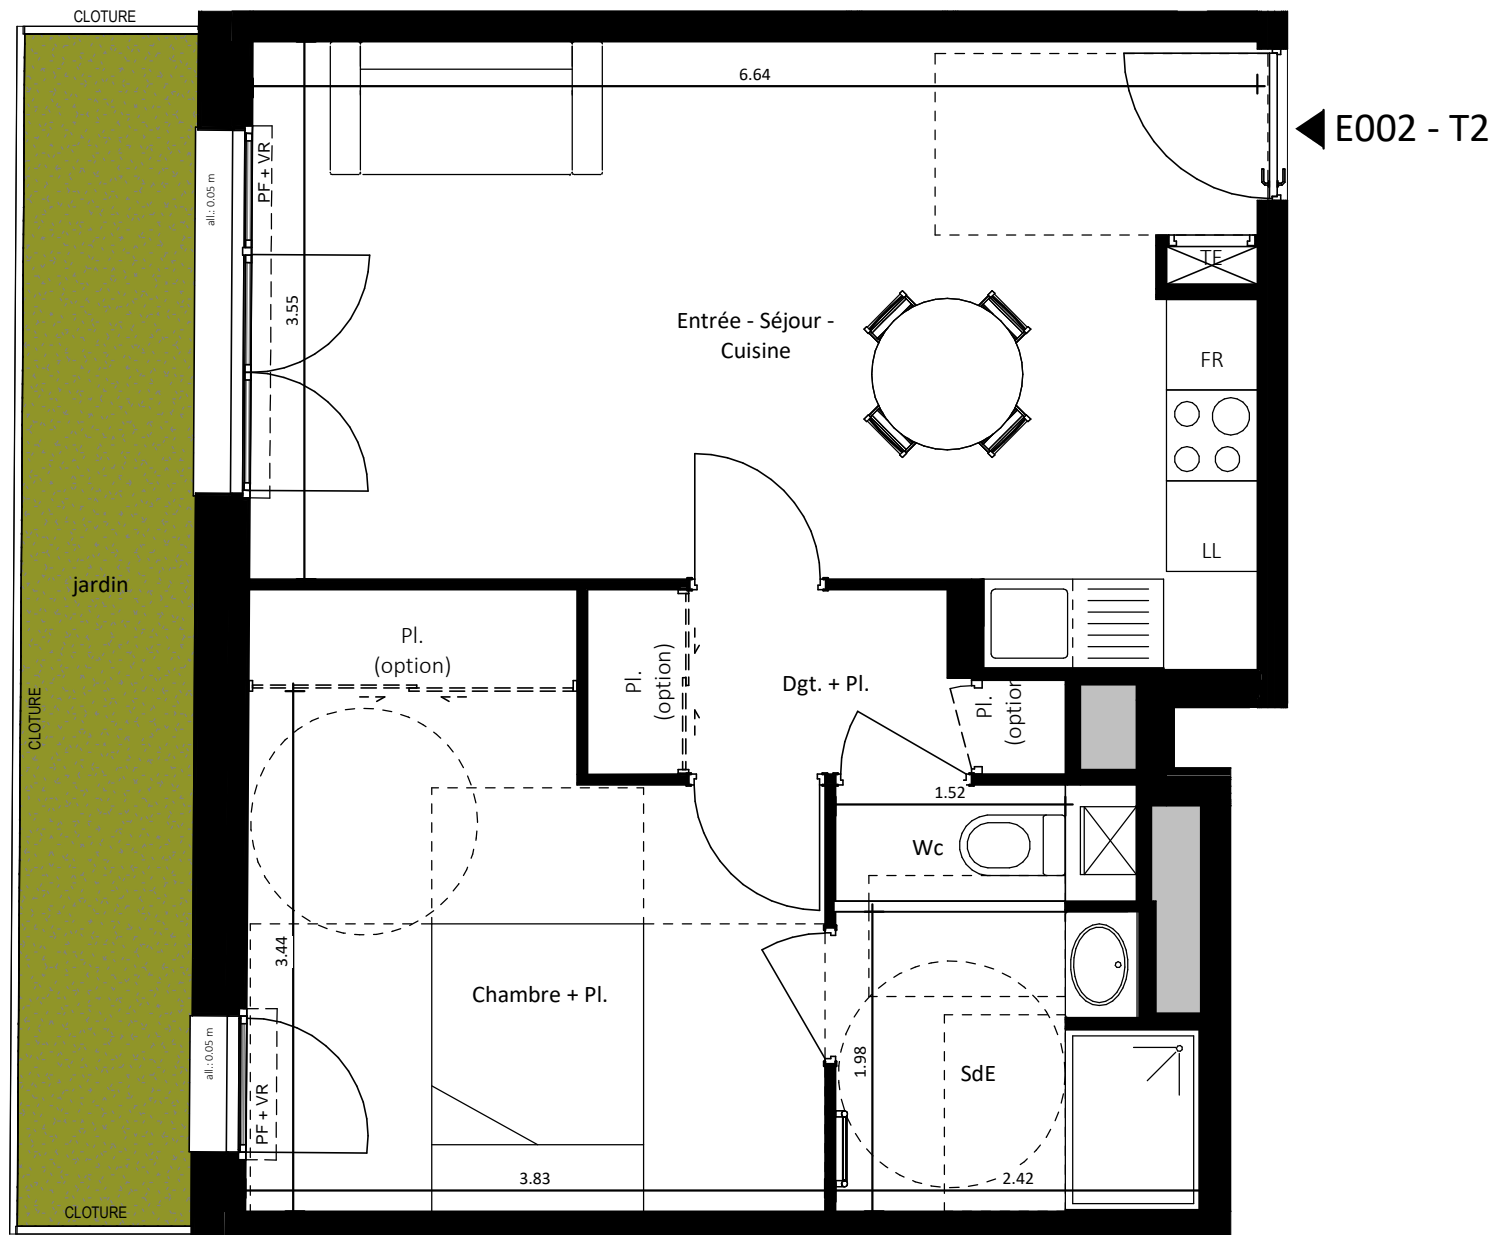 CLOTURE
6.64
E002 - T2
PF + VR
all.: 0.05 m
3.55
TE
Entrée - Séjour -
Cuisine
FR
LL
jardin
Pl.
(option)
Pl.
(option)
Dgt. + Pl.
Pl.
(option
CLOTURE
1.52
Wc
3.44
Chambre + Pl.
1.98
SdE
all.: 0.05 m
PF + VR
3.83
2.42
CLOTURE